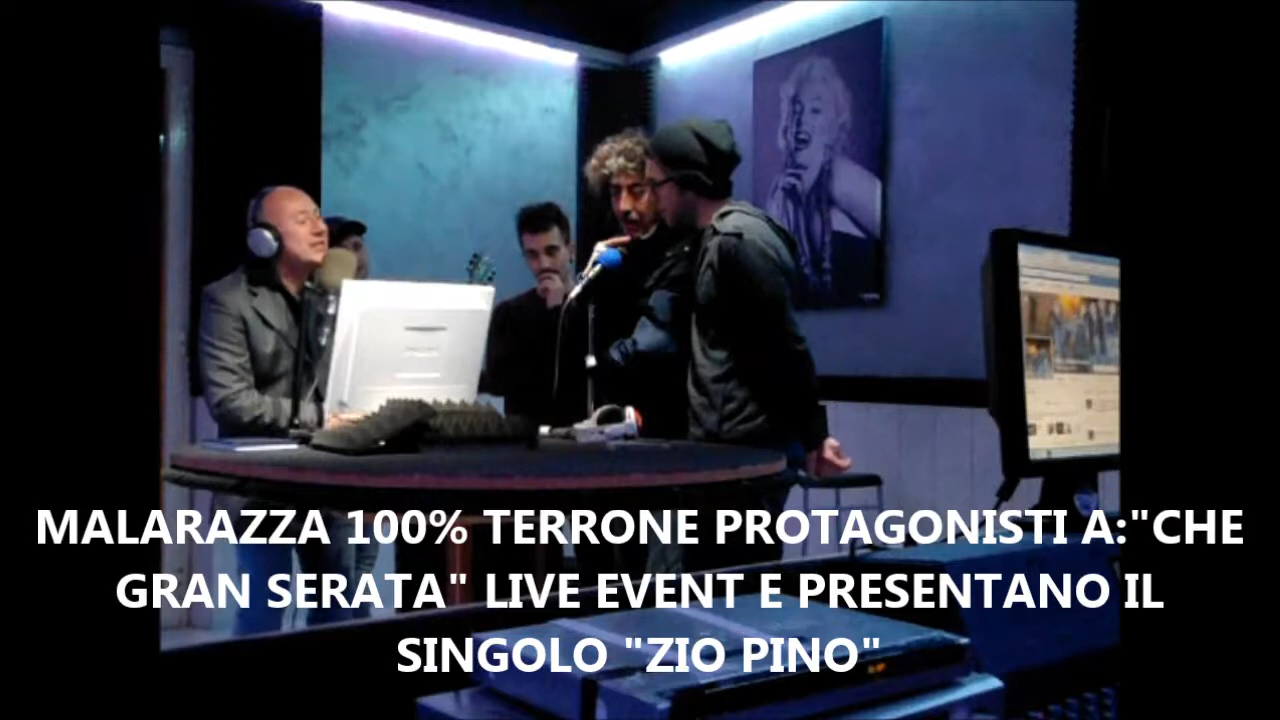 MALARAZZA 100% TERRONE PROTAGONISTI A:"CHE
GRAN SERATA" LIVE EVENT E PRESENTANO IL
SINGOLO "ZIO PINO"